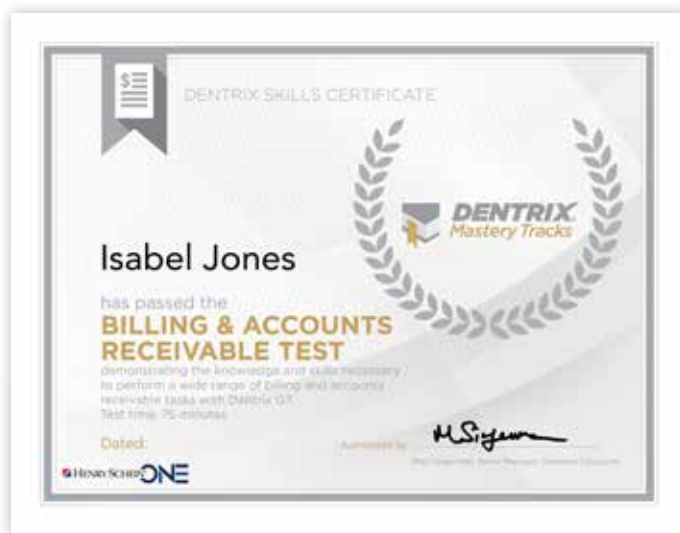 DENTRIX SKILLS CERTIFICATE
DENTRIX
Mastery Tracks
Isabel Jones
has passed the
BILLING & ACCOUNTS
RECEIVABLE TEST
demonstrating the knowledge and skills necessary
to perform a wide range of billing and accounts
receivable tasks with Dentrix G7.
Test time: 75 minutes
Dated:
Authorized by
HENRY SCHEIN ONE